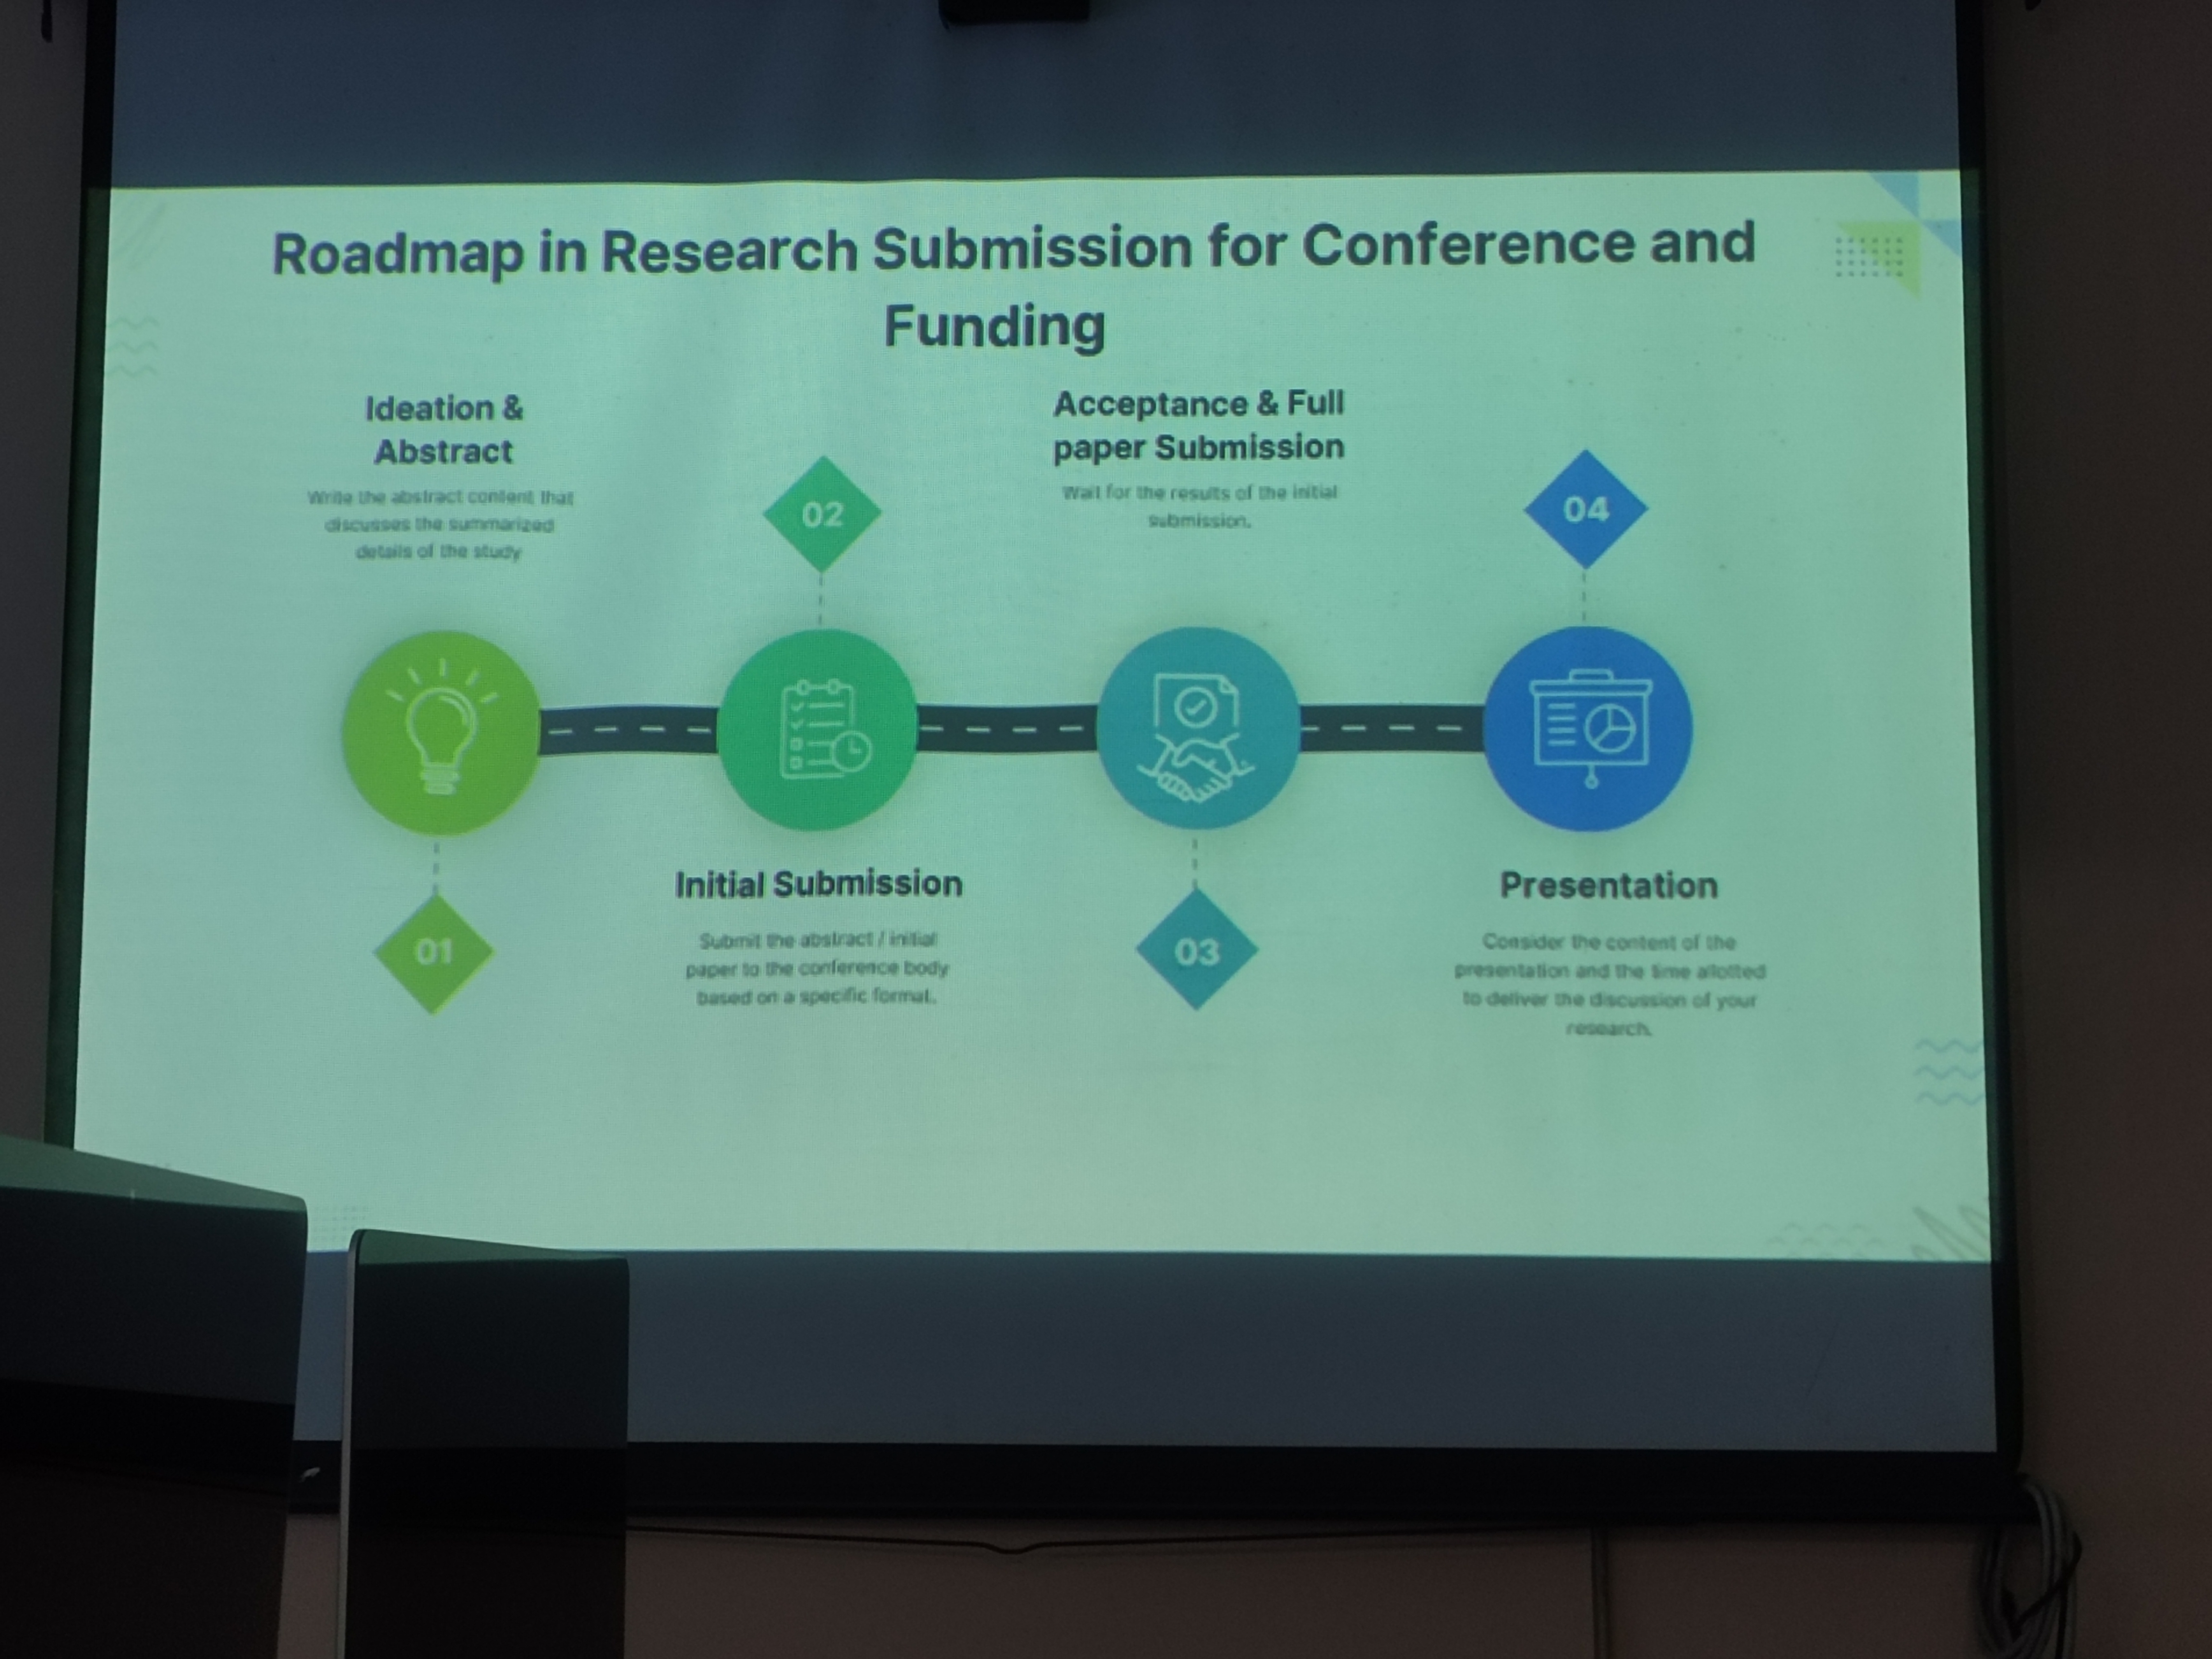 Roadmap in Research Submission for Conference and
Funding
Ideation &
Abstract
Write the abstract content that
discusses the summarized
details of the study
01
02
Initial Submission
Submit the abstract / initial
paper to the conference body
based on a specific format.
Acceptance & Full
paper Submission
Wait for the results of the initial
submission.
03
04
Presentation
Consider the content of the
presentation and the time allotted
to deliver the discussion of your
research.